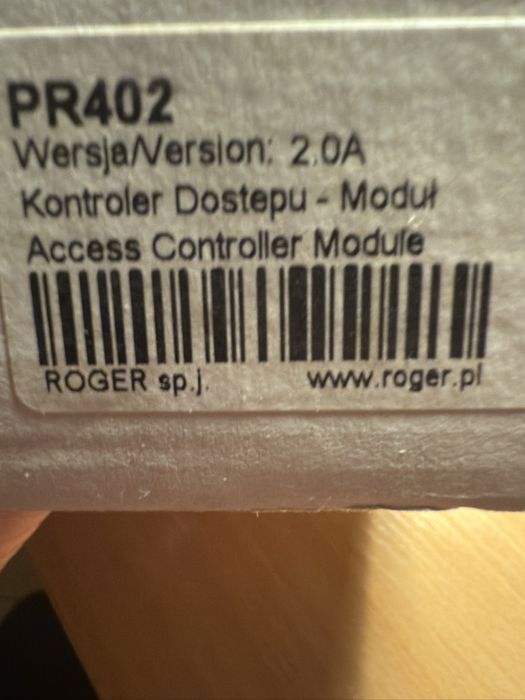 PR402
Wersja/Version: 2.0A
Kontroler Dostepu - Moduł
Access Controller Module
ROGER sp.j.
www.roger.pl